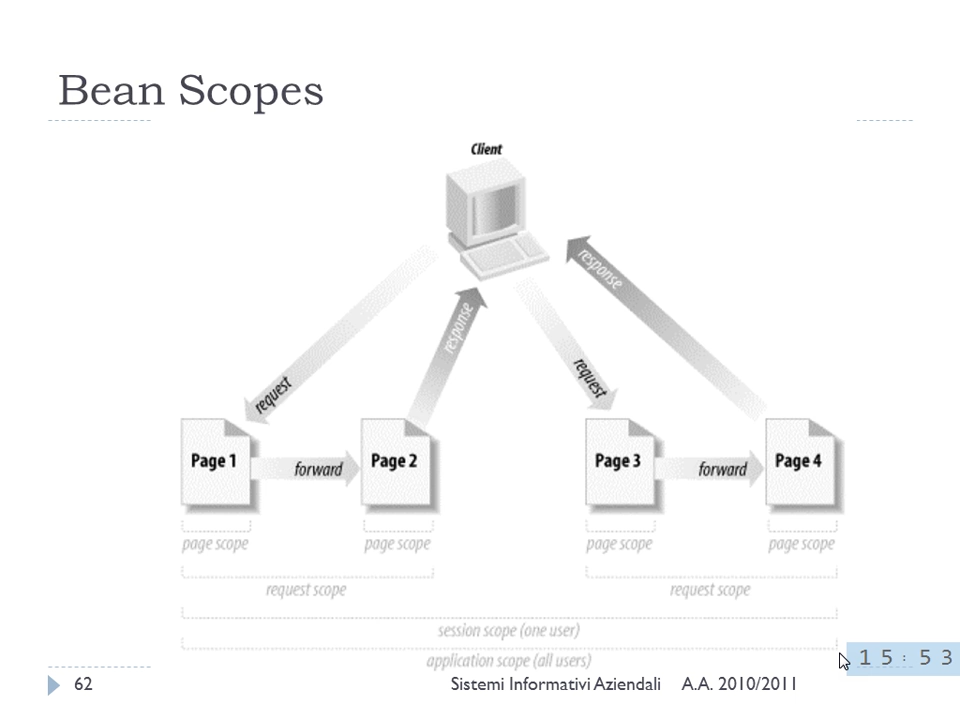 Bean Scopes
Client
response
response
request
request
Page 1
forward
Page 2
Page 3
forward
Page 4
page scope
page scope
page scope
page scope
request scope
request scope
session scope (one user)
application scope (all users)
15:53
62
Sistemi Informativi Aziendali A.A. 2010/2011